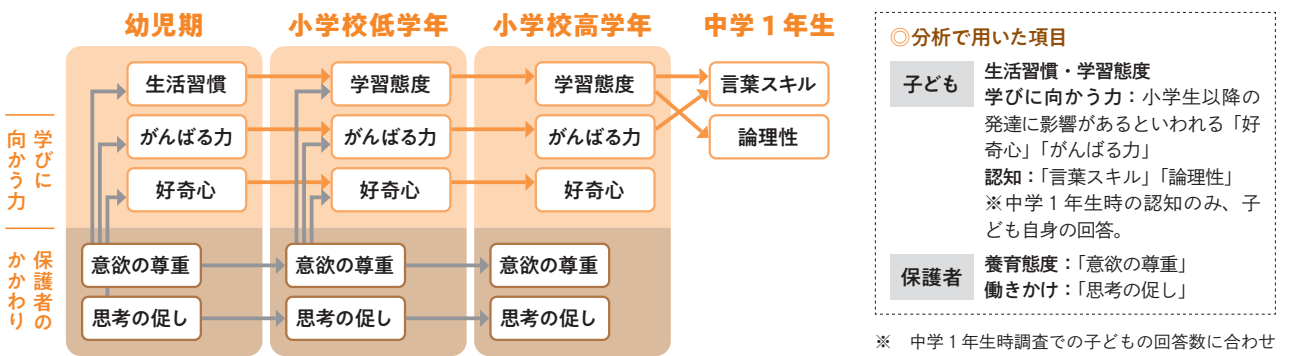 幼児期
小学校低学年
小学校高学年
中学1年生
学びに
向かう力
生活習慣
学習態度
学習態度
言葉スキル
がんばる力
がんばる力
がんばる力
論理性
好奇心
好奇心
好奇心
保護者の
かかわり
意欲の尊重
意欲の尊重
意欲の尊重
思考の促し
思考の促し
思考の促し
◎分析で用いた項目
子ども
生活習慣・学習態度
学びに向かう力：小学生以降の
発達に影響があるといわれる「好
奇心」「がんばる力」
認知：「言葉スキル」「論理性」
※中学1年生時の認知のみ、子
ども自身の回答。
保護者
養育態度：「意欲の尊重」
働きかけ：「思考の促し」
※　中学1年生時調査での子どもの回答数に合わせ